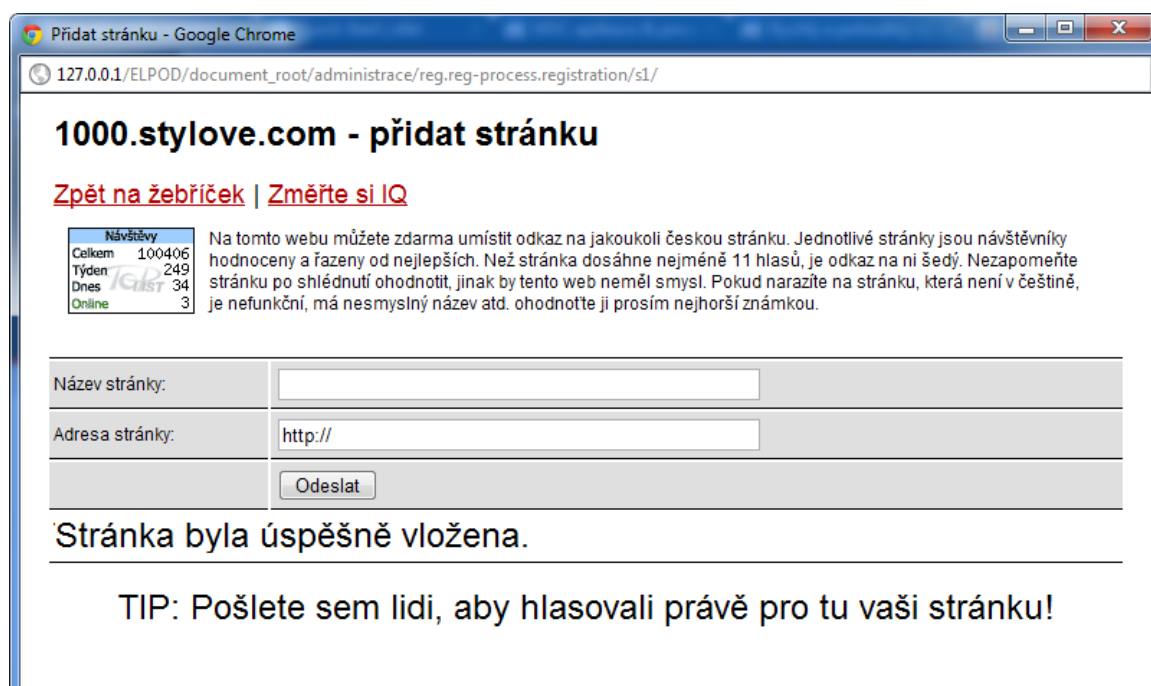 Přidat stránku - Google Chrome
127.0.0.1/ELPOD/document_root/administrace/reg.reg-process.registration/s1/
1000.stylove.com - přidat stránku
Zpět na žebříček | Změřte si IQ
Návštěvy
Celkem 100406
Týden 249
Dnes 34
Online 3
Na tomto webu můžete zdarma umístit odkaz na jakoukoli českou stránku. Jednotlivé stránky jsou návštěvníky
hodnoceny a řazeny od nejlepších. Než stránka dosáhne nejméně 11 hlasů, je odkaz na ni šedý. Nezapomeňte
stránku po shlédnutí ohodnotit, jinak by tento web neměl smysl. Pokud narazíte na stránku, která není v češtině,
je nefunkční, má nesmyslný název atd. ohodnoťte ji prosím nejhorší známkou.
Název stránky:
Adresa stránky: http://
Odeslat
Stránka byla úspěšně vložena.
TIP: Pošlete sem lidi, aby hlasovali právě pro tu vaši stránku!